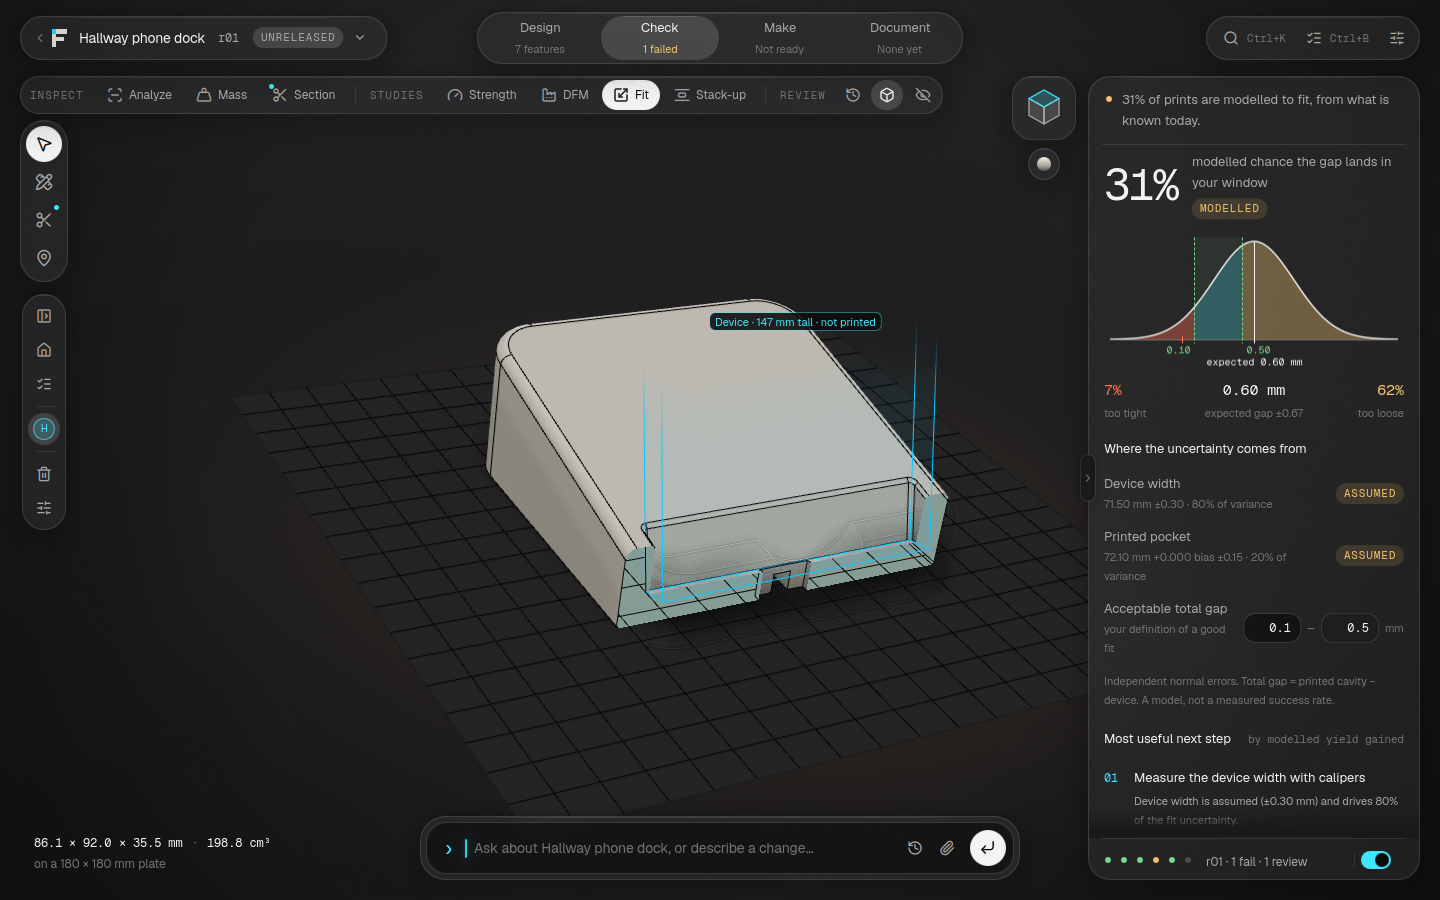 Hallway phone dock r01 UNRELEASED
Design
7 features
Check
1 failed
Make
Not ready
Document
None yet
Ctrl+K Ctrl+B
INSPECT Analyze Mass Section STUDIES Strength DFM Fit Stack-up REVIEW
H
Device · 147 mm tall · not printed
31% of prints are modelled to fit, from what is
known today.
31%
modelled chance the gap lands in
your window
MODELLED
0.10 0.50
expected 0.60 mm
7% 0.60 mm 62%
too tight expected gap ±0.67 too loose
Where the uncertainty comes from
Device width
71.50 mm ±0.30 · 80% of variance
ASSUMED
Printed pocket
72.10 mm +0.000 bias ±0.15 · 20% of
variance
ASSUMED
Acceptable total gap
your definition of a good
fit
0.1 – 0.5 mm
Independent normal errors. Total gap = printed cavity −
device. A model, not a measured success rate.
Most useful next step by modelled yield gained
01 Measure the device width with calipers
Device width is assumed (±0.30 mm) and drives 80%
of the fit uncertainty.
r01 · 1 fail · 1 review
86.1 × 92.0 × 35.5 mm · 198.8 cm³
on a 180 × 180 mm plate
Ask about Hallway phone dock, or describe a change…